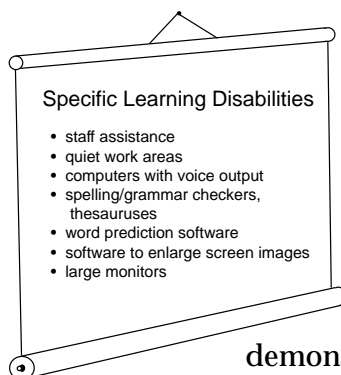 Specific Learning Disabilities
• staff assistance
• quiet work areas
• computers with voice output
• spelling/grammar checkers,
thesauruses
• word prediction software
• software to enlarge screen images
• large monitors
demon